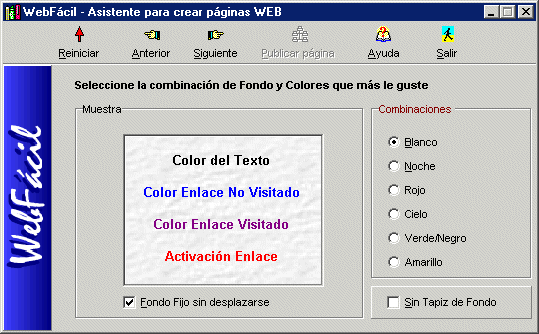 WebFácil - Asistente para crear páginas WEB
Reiniciar
Anterior
Siguiente
Publicar página
Ayuda
Salir
WebFácil
Seleccione la combinación de Fondo y Colores que más le guste
Muestra
Color del Texto
Color Enlace No Visitado
Color Enlace Visitado
Activación Enlace
Fondo Fijo sin desplazarse
Combinaciones
Blanco
Noche
Rojo
Cielo
Verde/Negro
Amarillo
Sin Tapiz de Fondo